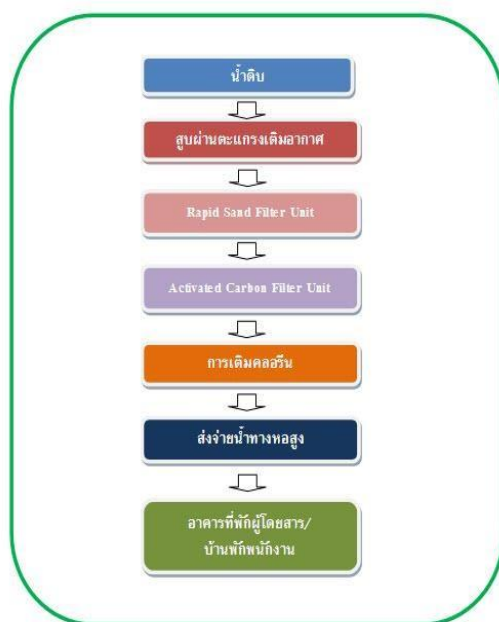 น้ำดิบ
สูบผ่านตะแกรงเติมอากาศ
Rapid Sand Filter Unit
Activated Carbon Filter Unit
การเติมคลอรีน
ส่งจ่ายน้ำทางหอสูง
อาคารที่พักผู้โดยสาร/
บ้านพักพนักงาน